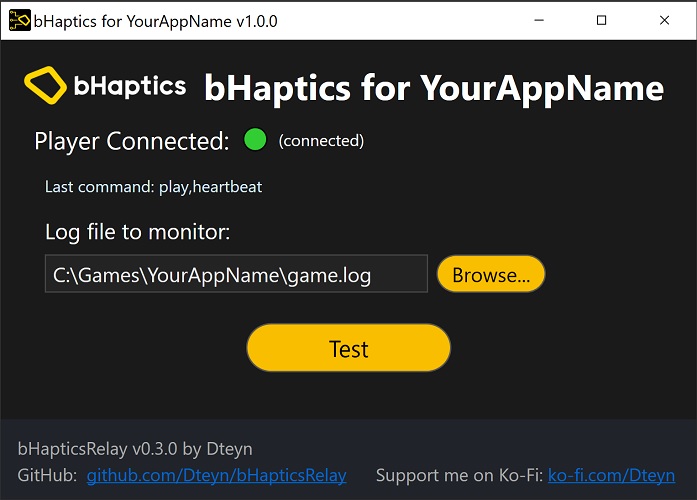 bHaptics for YourAppName v1.0.0
bHaptics bHaptics for YourAppName
Player Connected: (connected)
Last command: play,heartbeat
Log file to monitor:
C:\Games\YourAppName\game.log Browse...
Test
bHapticsRelay v0.3.0 by Dteyn
GitHub: github.com/Dteyn/bHapticsRelay Support me on Ko-Fi: ko-fi.com/Dteyn